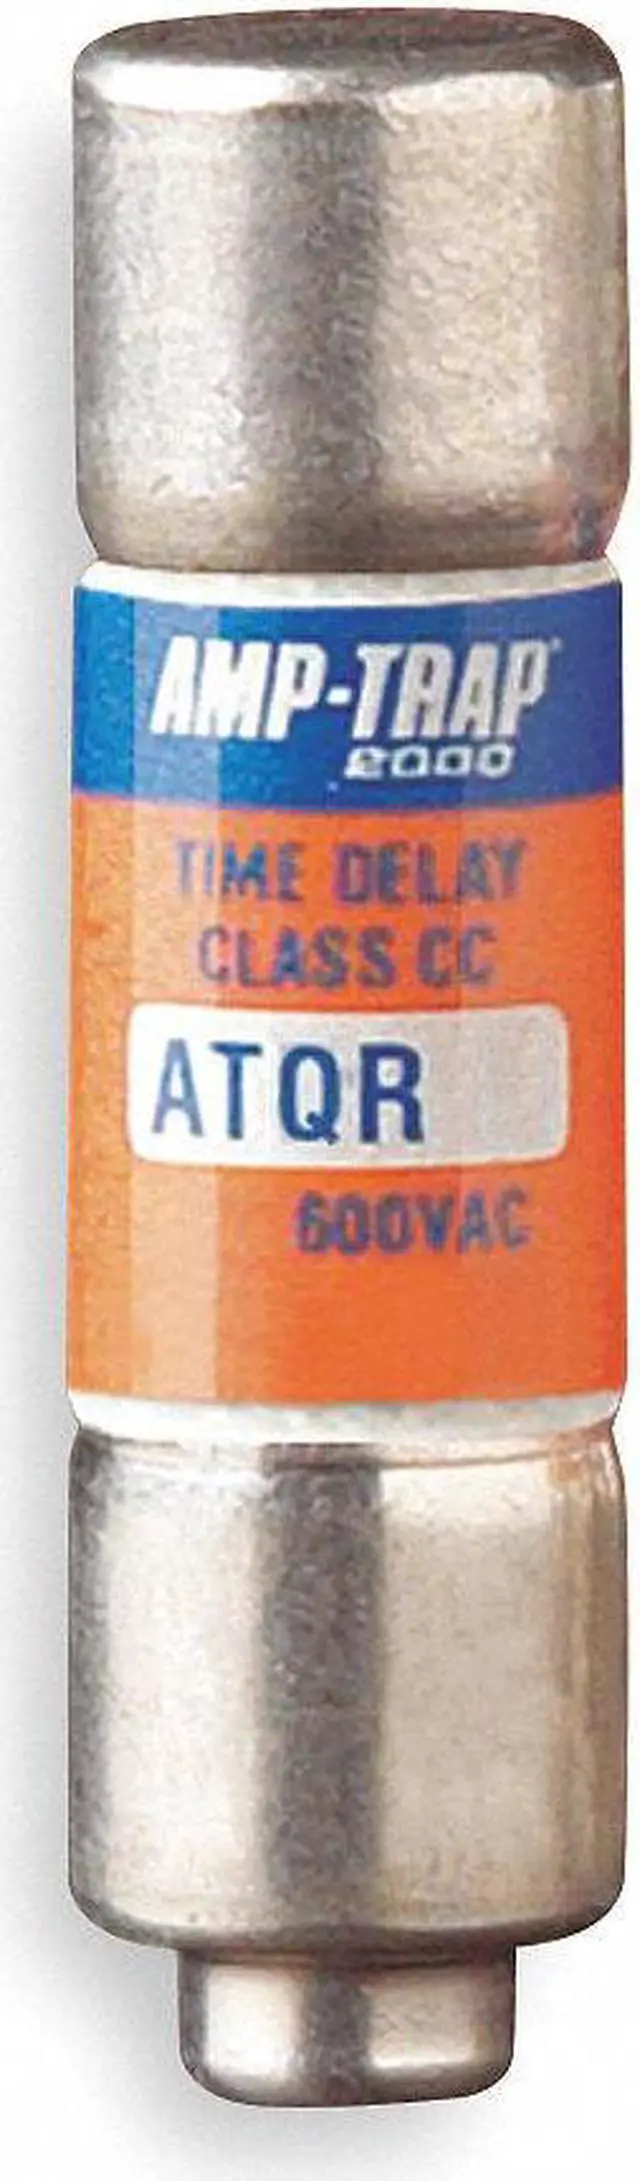 AMP-TRAP®
2000
TIME DELAY
CLASS CC
ATQR
600VAC